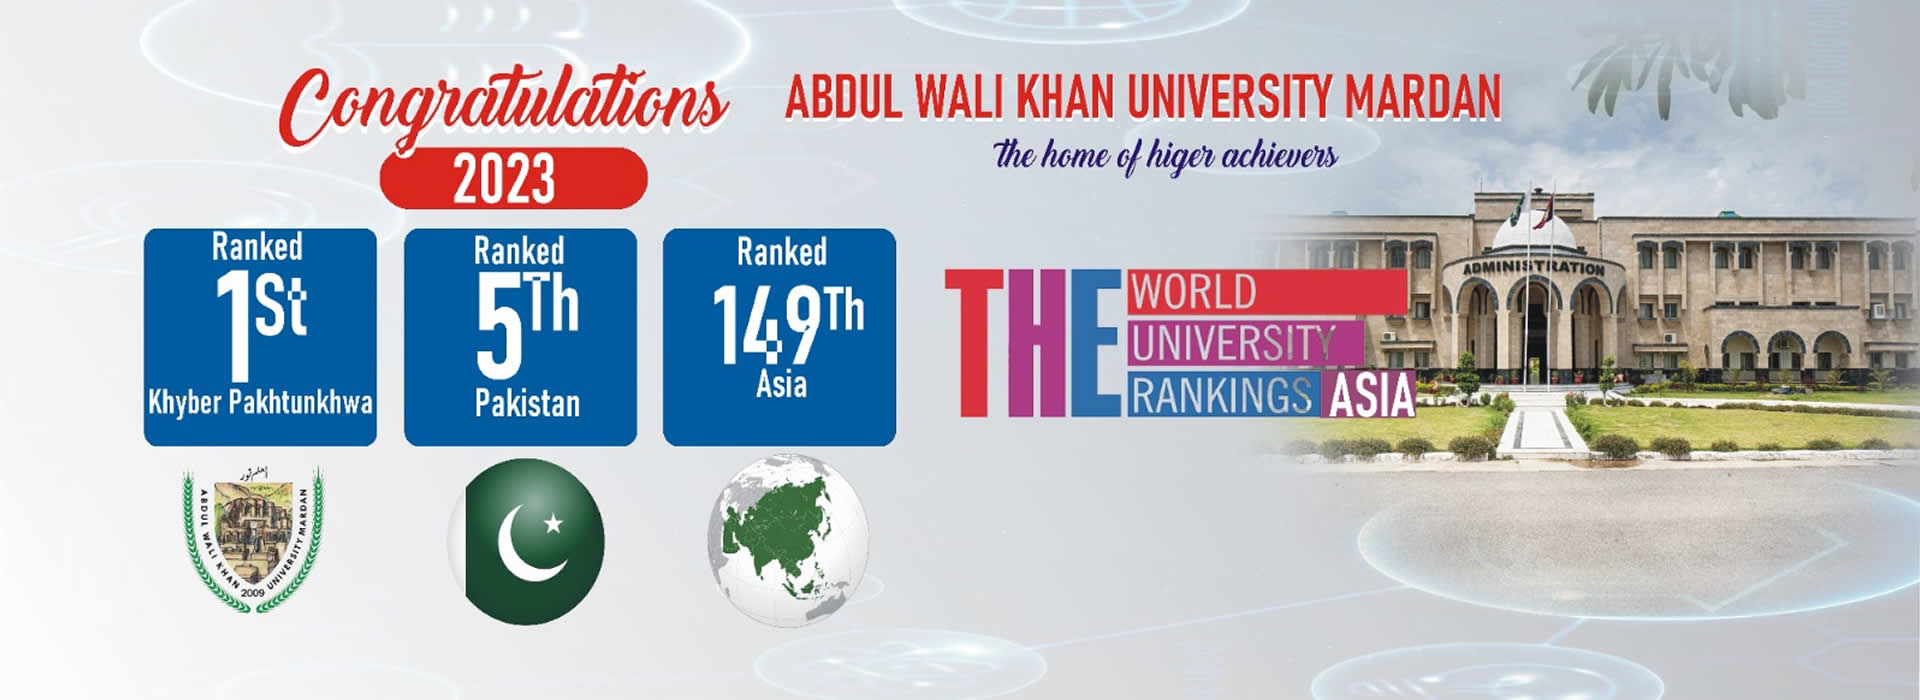 Congratulations
2023
ABDUL WALI KHAN UNIVERSITY MARDAN
the home of higer achievers
Ranked
1St
Khyber Pakhtunkhwa
Ranked
5Th
Pakistan
Ranked
149Th
Asia
THE WORLD
UNIVERSITY
RANKINGS ASIA
ADMINISTRATION
ABDUL WALI KHAN UNIVERSITY MARDAN
2009